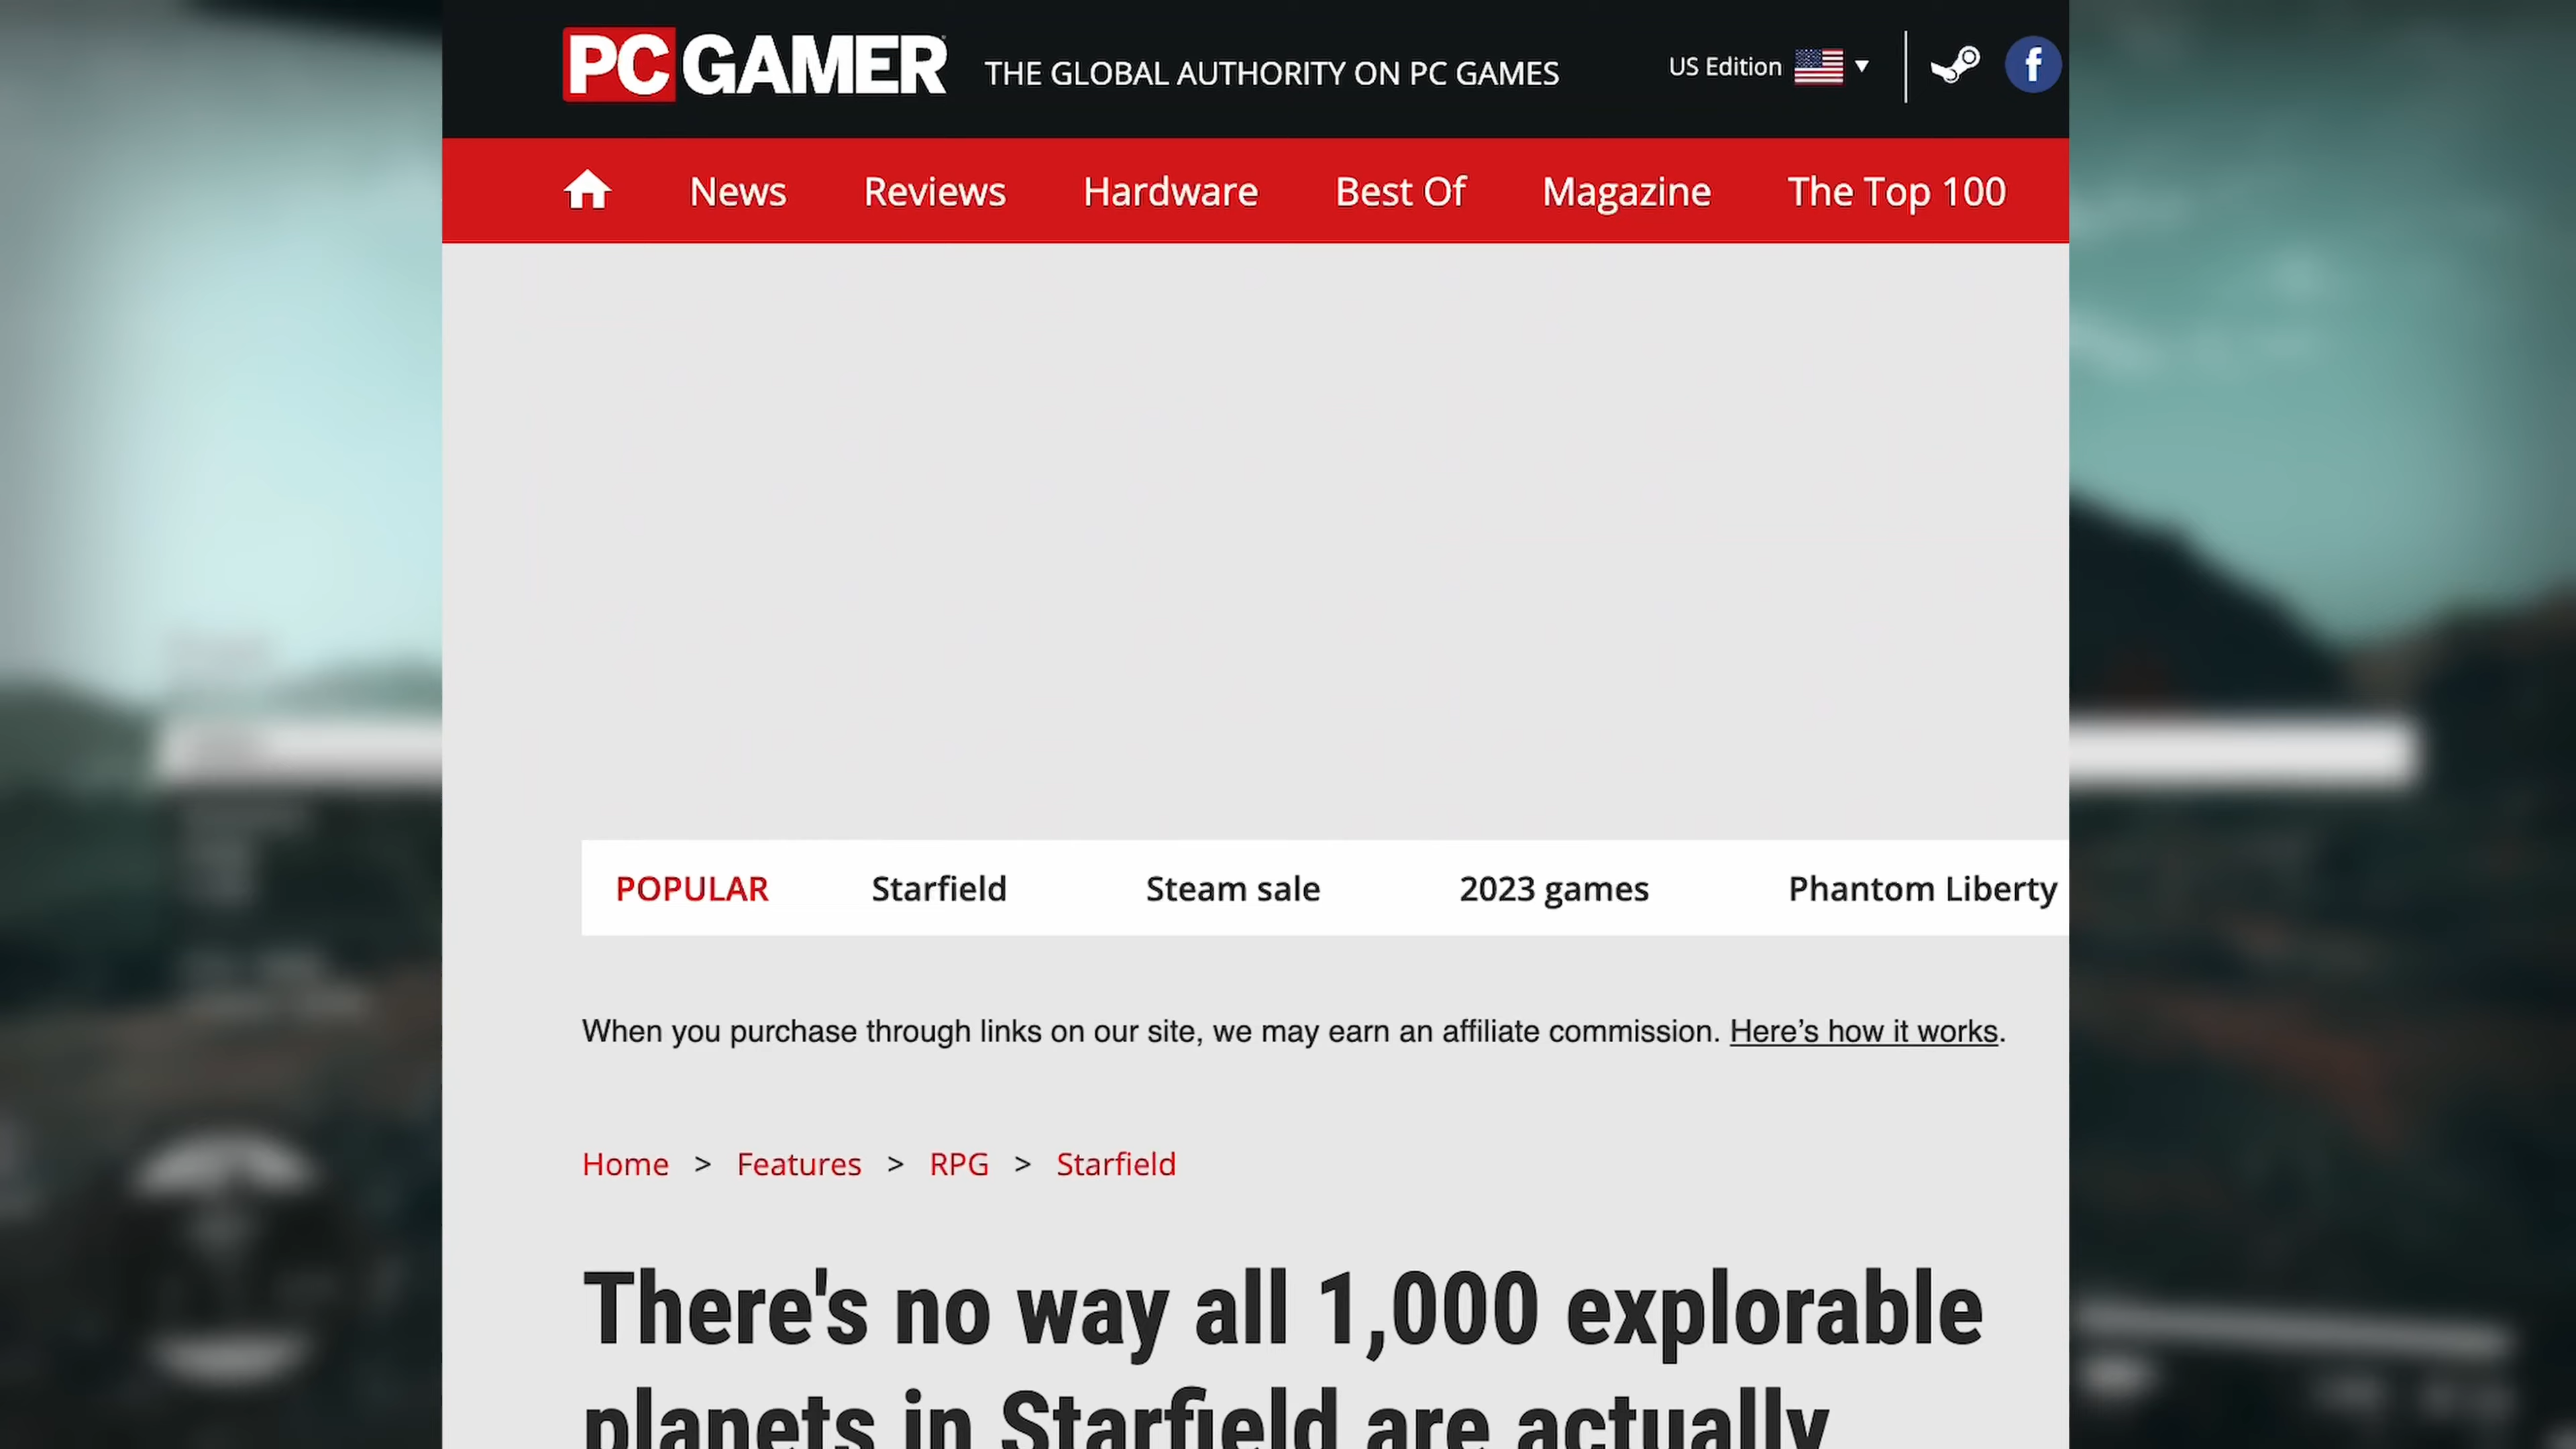 PC GAMER THE GLOBAL AUTHORITY ON PC GAMES US Edition
News Reviews Hardware Best Of Magazine The Top 100
POPULAR Starfield Steam sale 2023 games Phantom Liberty
When you purchase through links on our site, we may earn an affiliate commission. Here’s how it works.
Home > Features > RPG > Starfield
There's no way all 1,000 explorable
planets in Starfield are actually